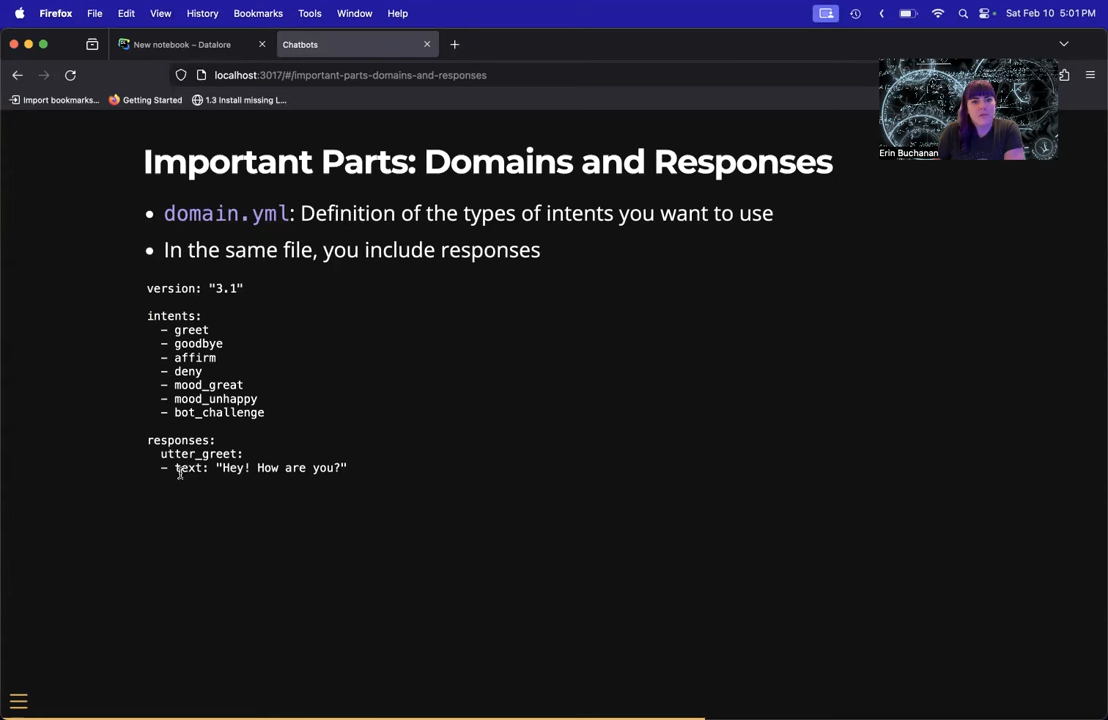 Firefox File Edit View History Bookmarks Tools Window Help Sat Feb 10 5:01 PM
New notebook – Datalore Chatbots
localhost:3017/#/important-parts-domains-and-responses
Import bookmarks... Getting Started 1.3 Install missing L...
Erin Buchanan
Important Parts: Domains and Responses
• domain.yml: Definition of the types of intents you want to use
• In the same file, you include responses
version: "3.1"
intents:
- greet
- goodbye
- affirm
- deny
- mood_great
- mood_unhappy
- bot_challenge
responses:
utter_greet:
- text: "Hey! How are you?"